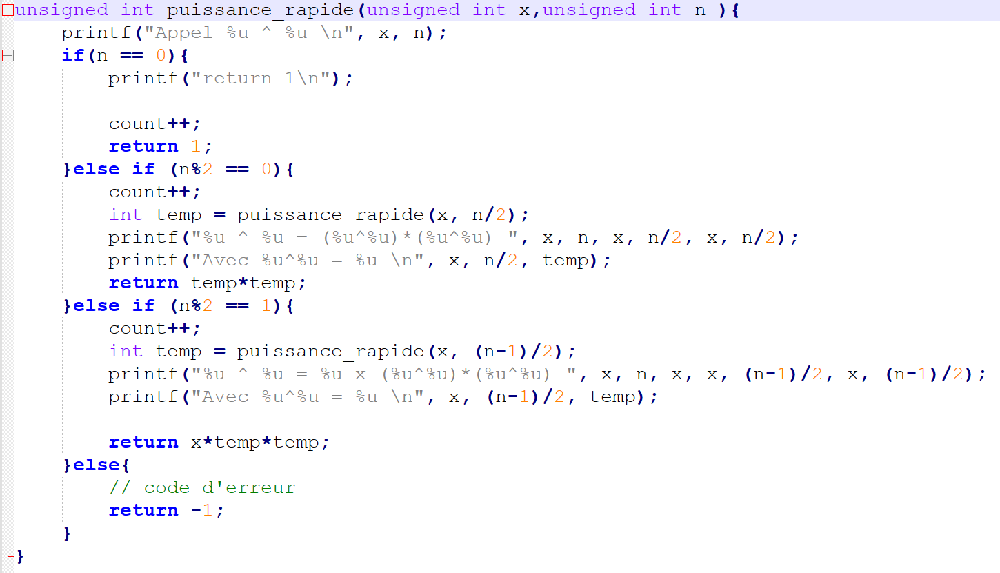 unsigned int puissance_rapide(unsigned int x,unsigned int n ){
    printf("Appel %u ^ %u \n", x, n);
    if(n == 0){
        printf("return 1\n");

        count++;
        return 1;
    }else if (n%2 == 0){
        count++;
        int temp = puissance_rapide(x, n/2);
        printf("%u ^ %u = (%u^%u)*(%u^%u) ", x, n, x, n/2, x, n/2);
        printf("Avec %u^%u = %u \n", x, n/2, temp);
        return temp*temp;
    }else if (n%2 == 1){
        count++;
        int temp = puissance_rapide(x, (n-1)/2);
        printf("%u ^ %u = %u x (%u^%u)*(%u^%u) ", x, n, x, x, (n-1)/2, x, (n-1)/2);
        printf("Avec %u^%u = %u \n", x, (n-1)/2, temp);

        return x*temp*temp;
    }else{
        // code d'erreur
        return -1;
    }
}